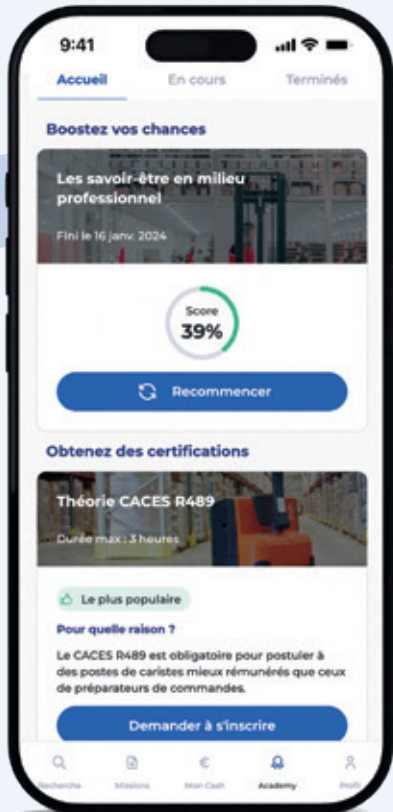 9:41
Accueil En cours Terminés
Boostez vos chances
Les savoir-être en milieu
professionnel
Fini le 16 janv. 2024
Score
39%
Recommencer
Obtenez des certifications
Théorie CACES R489
Durée max : 3 heures
Le plus populaire
Pour quelle raison ?
Le CACES R489 est obligatoire pour postuler à
des postes de caristes mieux rémunérés que ceux
de préparateurs de commandes.
Demander à s'inscrire
Recherche Missions Mon Cash Academy Profil